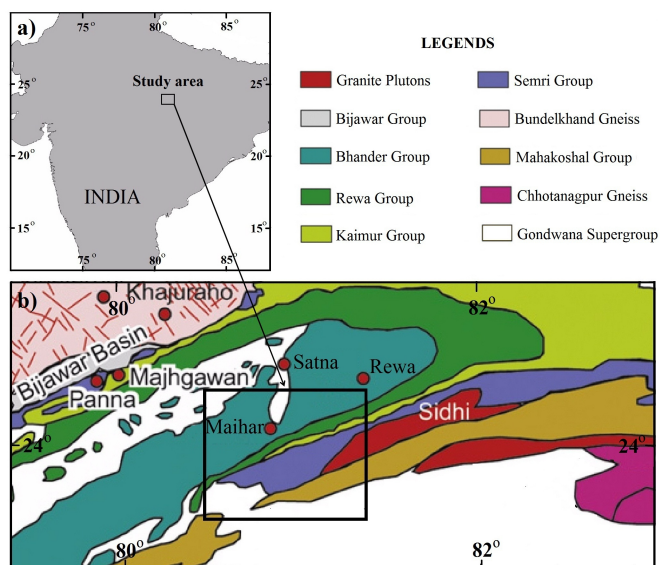 a)
75°
80°
85°
Study area
25°
25°
20°
20°
INDIA
15°
15°
75°
80°
85°
LEGENDS
Granite Plutons
Semri Group
Bijawar Group
Bundelkhand Gneiss
Bhander Group
Mahakoshal Group
Rewa Group
Chhotanagpur Gneiss
Kaimur Group
Gondwana Supergroup
b)
80°
82°
Khajuraho
Bijawar Basin
Satna
Rewa
Majhgawan
Panna
Sidhi
Maihar
24°
24°
80°
82°